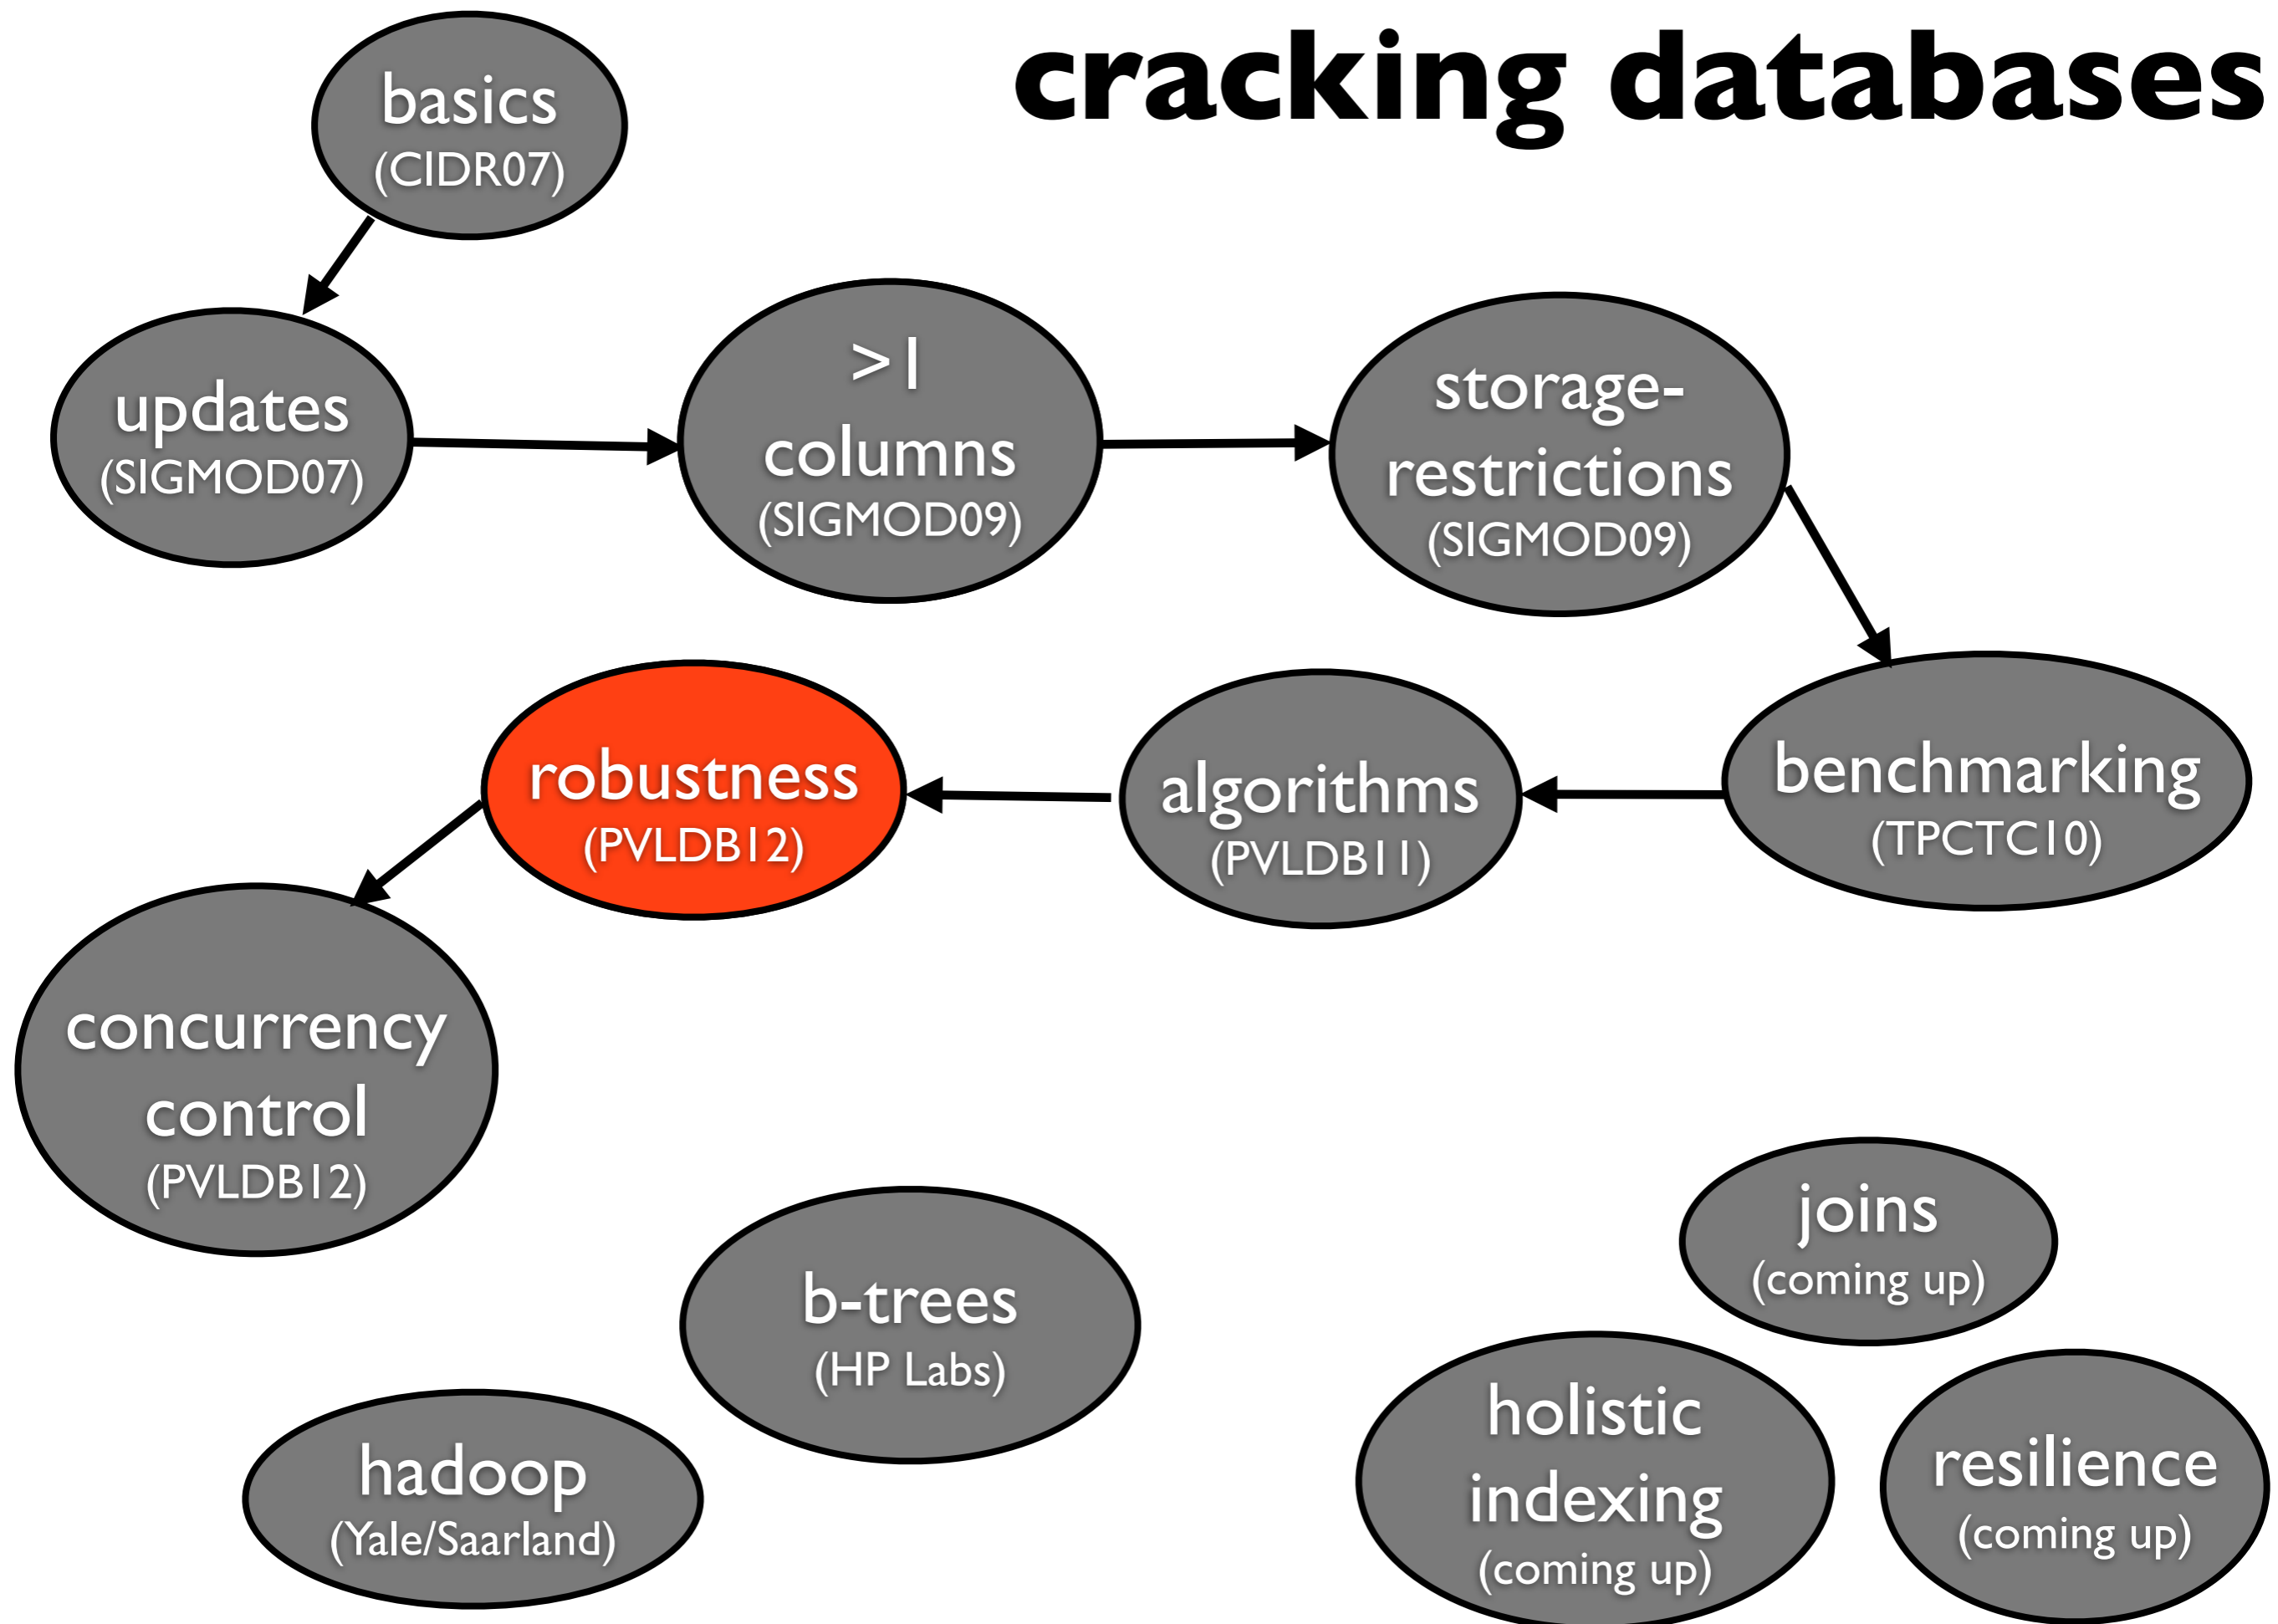 cracking databases
basics
(CIDR07)
updates
(SIGMOD07)
>1
columns
(SIGMOD09)
storage-
restrictions
(SIGMOD09)
benchmarking
(TPCTC10)
algorithms
(PVLDB11)
robustness
(PVLDB12)
concurrency
control
(PVLDB12)
b-trees
(HP Labs)
hadoop
(Yale/Saarland)
joins
(coming up)
holistic
indexing
(coming up)
resilience
(coming up)